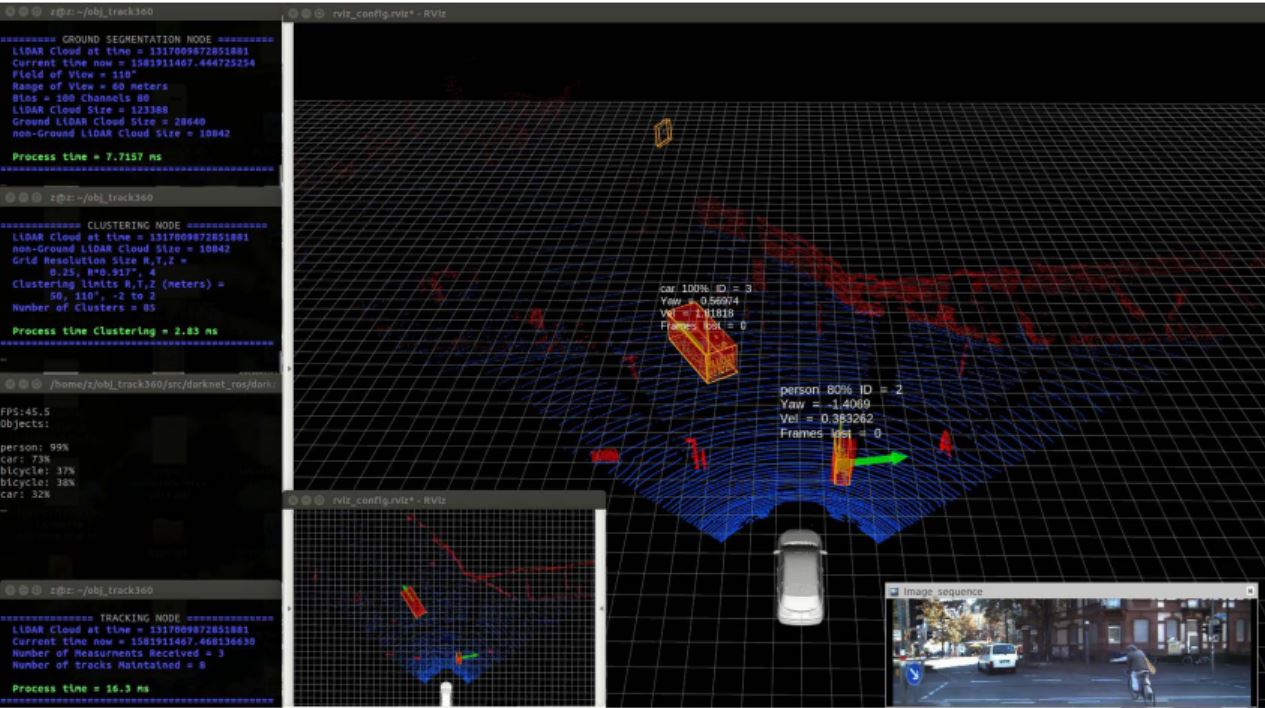 z@z: ~/obj_track360
========= GROUND SEGMENTATION NODE =========
LiDAR Cloud at time = 1317009872851881
Current time now = 1581911467.444725254
Field of View = 110°
Range of View = 60 meters
Bins = 100 Channels 80
LiDAR Cloud Size = 123388
Ground LiDAR Cloud Size = 28640
non-Ground LiDAR Cloud Size = 10842
Process time = 7.7157 ms
z@z: ~/obj_track360
============= CLUSTERING NODE =============
LiDAR Cloud at time = 1317009872851881
non-Ground LiDAR Cloud Size = 10842
Grid Resolution Size R,T,Z =
0.25, R*0.917°, 4
Clustering limits R,T,Z (meters) =
50, 110°, -2 to 2
Number of Clusters = 85
Process time Clustering = 2.83 ms
/home/z/obj_track360/src/darknet_ros/dark
FPS:45.5
Objects:
person: 99%
car: 73%
bicycle: 37%
bicycle: 38%
car: 32%
z@z: ~/obj_track360
=============== TRACKING NODE ===============
LiDAR Cloud at time = 1317009872851881
Current time now = 1581911467.460136630
Number of Measurments Received = 3
Number of tracks Maintained = 8
Process time = 16.3 ms
rviz_config.rviz* - RViz
car 100% ID = 3
Yaw = 0.56974
Vel = 1.81818
Frames lost = 0
person 80% ID = 2
Yaw = -1.4069
Vel = 0.383262
Frames lost = 0
rviz_config.rviz* - RViz
Image_sequence